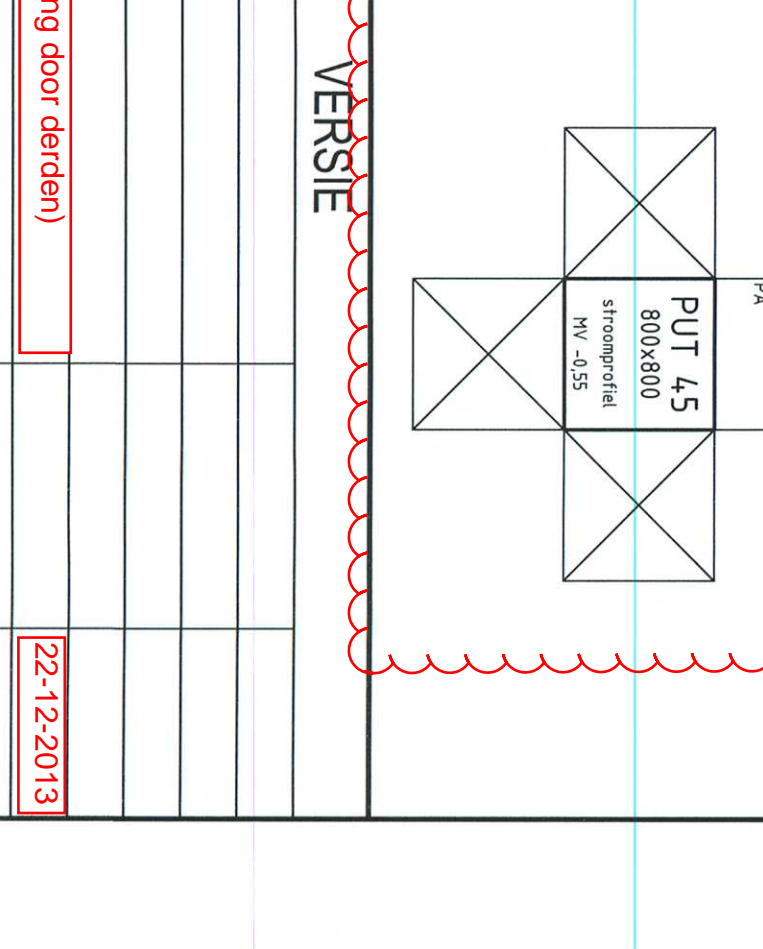 VERSIE
ng door derden)
22-12-2013
PUT 45
800x800
stroomprofiel
MV -0,55
PA